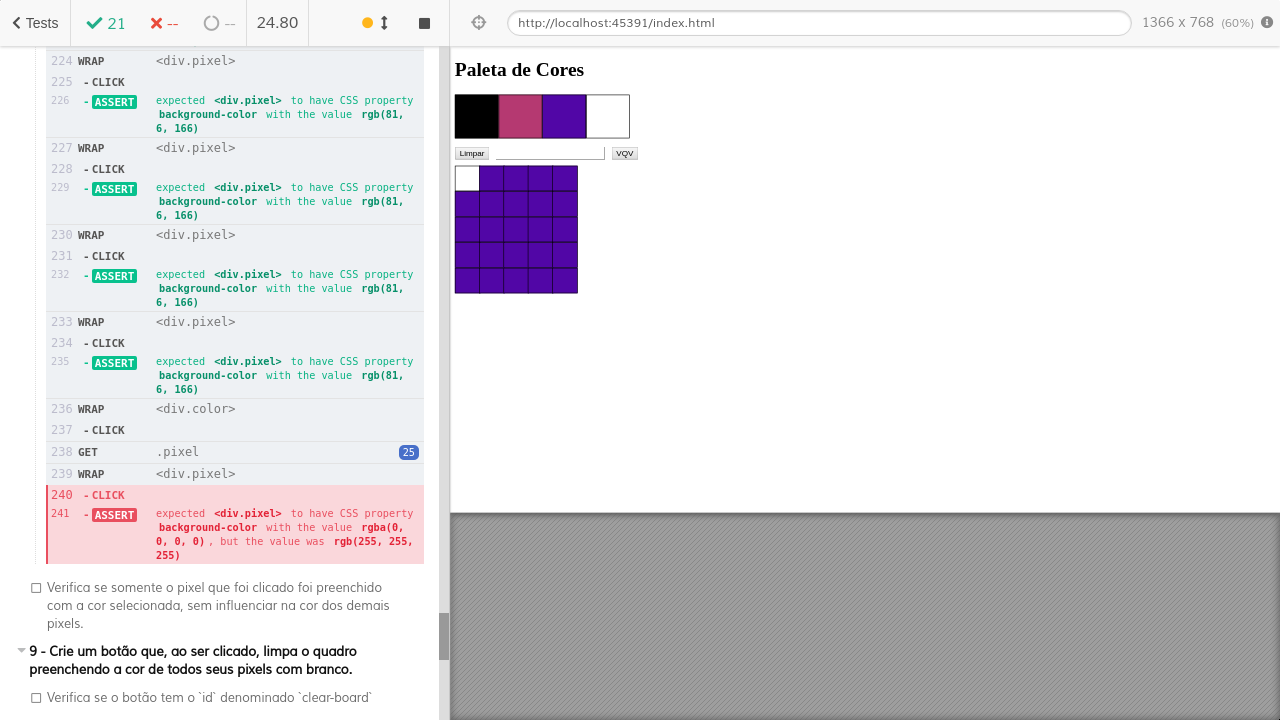 Tests 21 -- -- 24.80 http://localhost:45391/index.html 1366 x 768 (60%)
224 WRAP <div.pixel>
225 - CLICK
226 - ASSERT expected <div.pixel> to have CSS property
background-color with the value rgb(81,
6, 166)
227 WRAP <div.pixel>
228 - CLICK
229 - ASSERT expected <div.pixel> to have CSS property
background-color with the value rgb(81,
6, 166)
230 WRAP <div.pixel>
231 - CLICK
232 - ASSERT expected <div.pixel> to have CSS property
background-color with the value rgb(81,
6, 166)
233 WRAP <div.pixel>
234 - CLICK
235 - ASSERT expected <div.pixel> to have CSS property
background-color with the value rgb(81,
6, 166)
236 WRAP <div.color>
237 - CLICK
238 GET .pixel 25
239 WRAP <div.pixel>
240 - CLICK
241 - ASSERT expected <div.pixel> to have CSS property
background-color with the value rgba(0,
0, 0, 0) , but the value was rgb(255, 255,
255)
Verifica se somente o pixel que foi clicado foi preenchido
com a cor selecionada, sem influenciar na cor dos demais
pixels.
9 - Crie um botão que, ao ser clicado, limpa o quadro
preenchendo a cor de todos seus pixels com branco.
Verifica se o botão tem o `id` denominado `clear-board`
Paleta de Cores
Limpar VQV